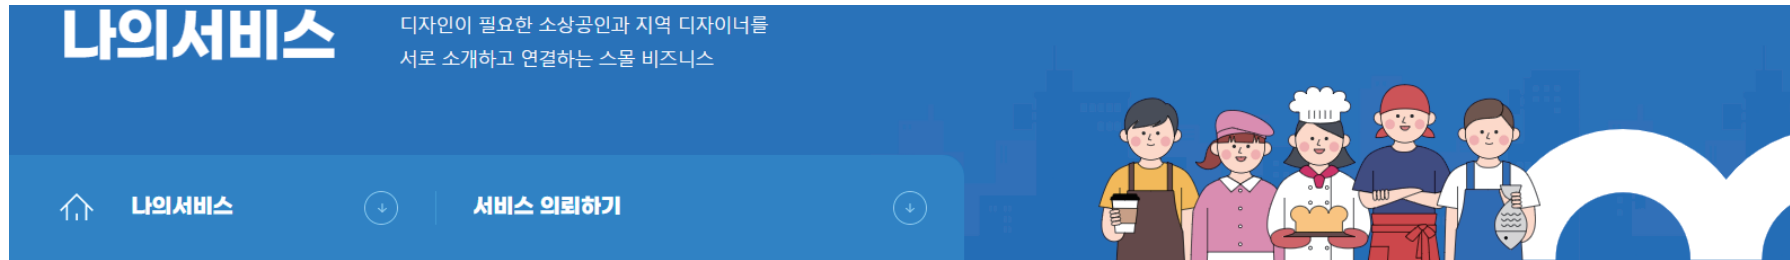 나의서비스
디자인이 필요한 소상공인과 지역 디자이너를
서로 소개하고 연결하는 스몰 비즈니스
나의서비스
서비스 의뢰하기